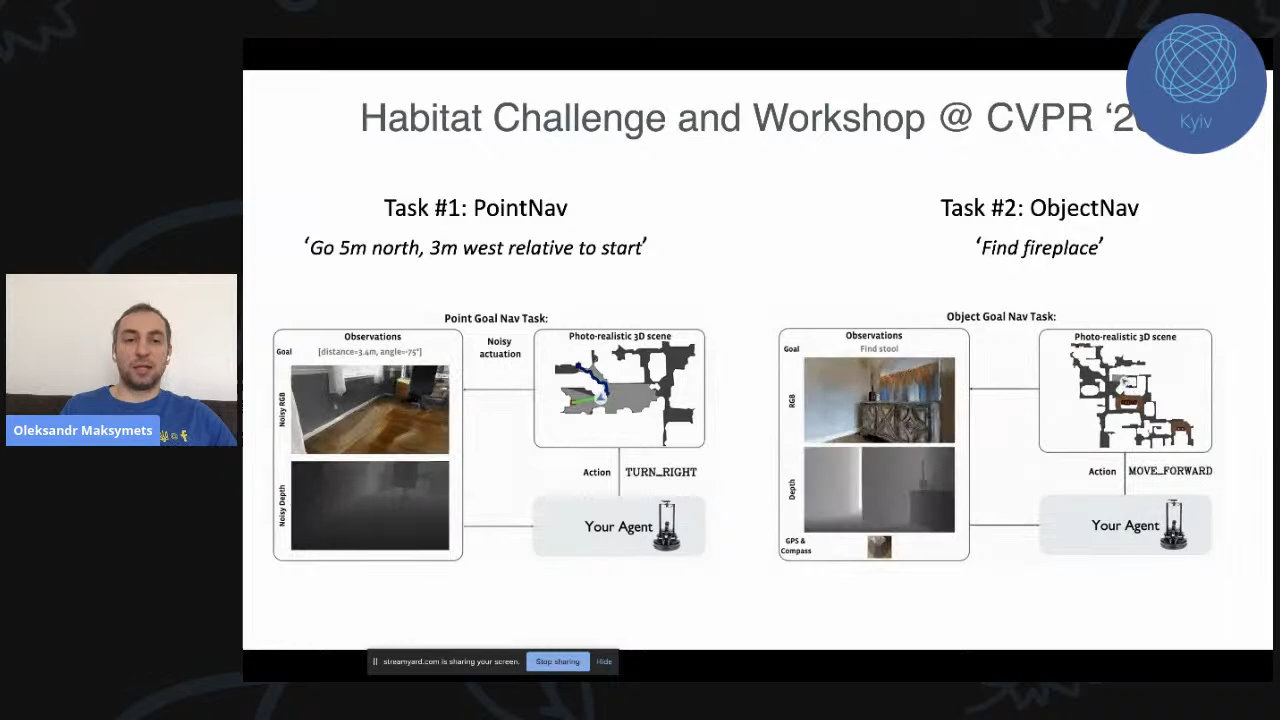 Habitat Challenge and Workshop @ CVPR ‘2
Kyiv
Task #1: PointNav
‘Go 5m north, 3m west relative to start’
Task #2: ObjectNav
‘Find fireplace’
Point Goal Nav Task:
Observations
Goal
[distance=3.4m, angle=-75°]
Noisy RGB
Noisy Depth
Noisy
actuation
Photo-realistic 3D scene
Action
TURN_RIGHT
Your Agent
Object Goal Nav Task:
Observations
Goal
Find stool
RGB
Depth
GPS &
Compass
Photo-realistic 3D scene
Action
MOVE_FORWARD
Your Agent
Oleksandr Maksymets
streamyard.com is sharing your screen.
Stop sharing
Hide